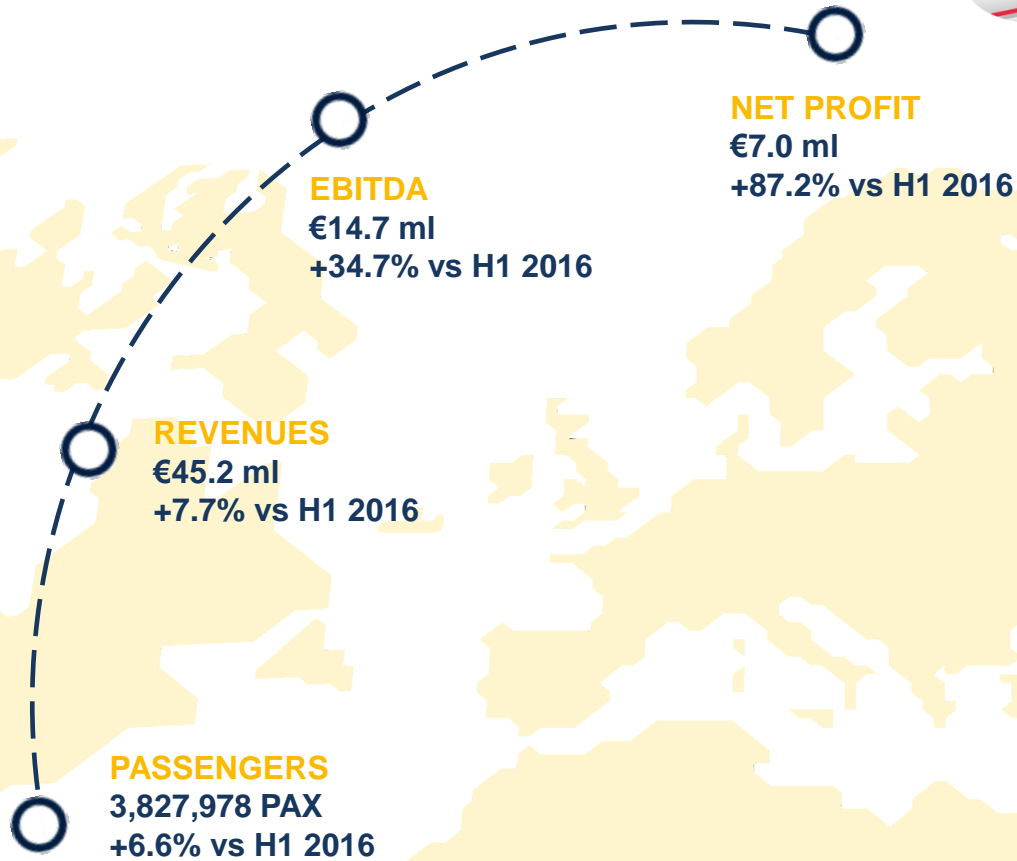 NET PROFIT
€7.0 ml
+87.2% vs H1 2016
EBITDA
€14.7 ml
+34.7% vs H1 2016
REVENUES
€45.2 ml
+7.7% vs H1 2016
PASSENGERS
3,827,978 PAX
+6.6% vs H1 2016